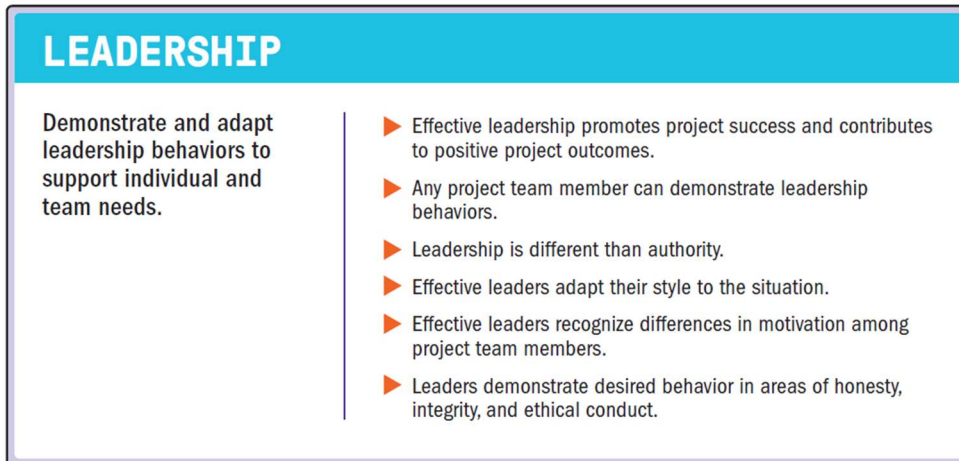 LEADERSHIP
Demonstrate and adapt
leadership behaviors to
support individual and
team needs.
Effective leadership promotes project success and contributes
to positive project outcomes.
Any project team member can demonstrate leadership
behaviors.
Leadership is different than authority.
Effective leaders adapt their style to the situation.
Effective leaders recognize differences in motivation among
project team members.
Leaders demonstrate desired behavior in areas of honesty,
integrity, and ethical conduct.